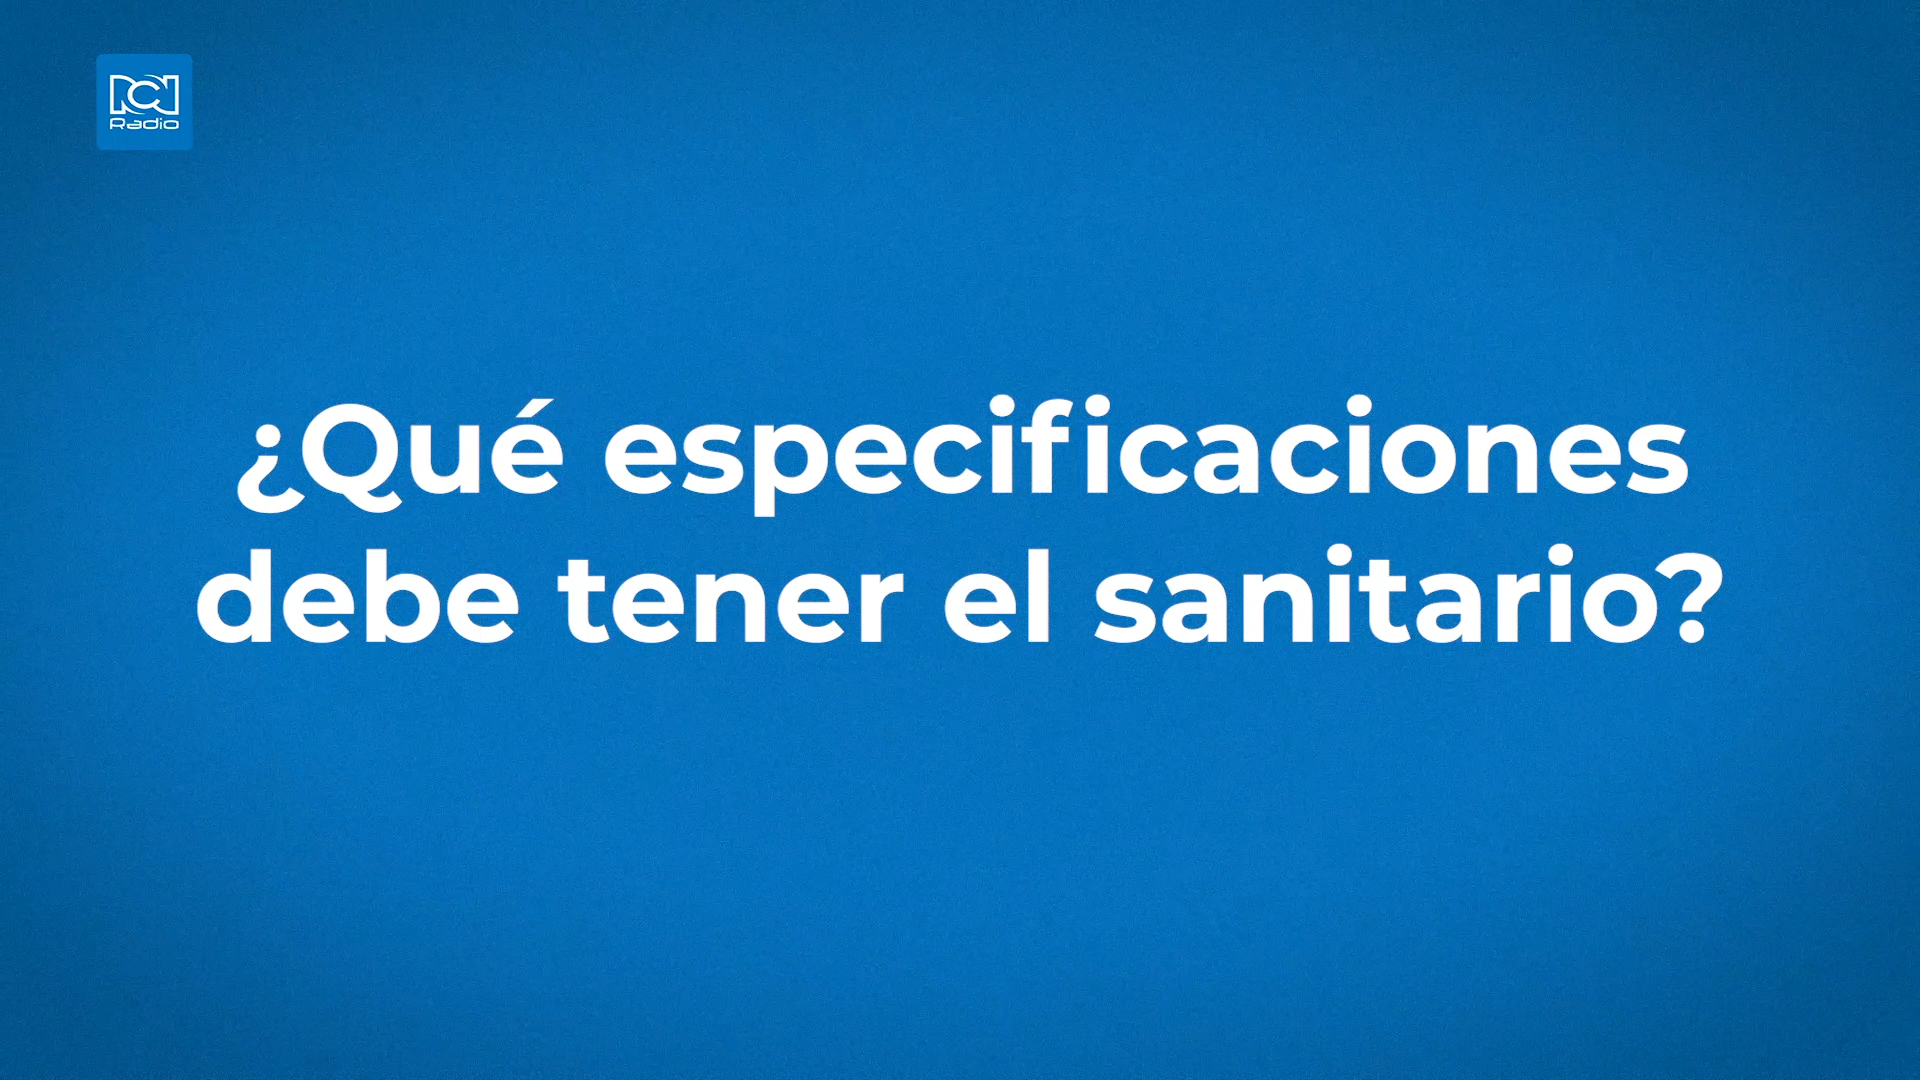 RCN
Radio
¿Qué especificaciones
debe tener el sanitario?